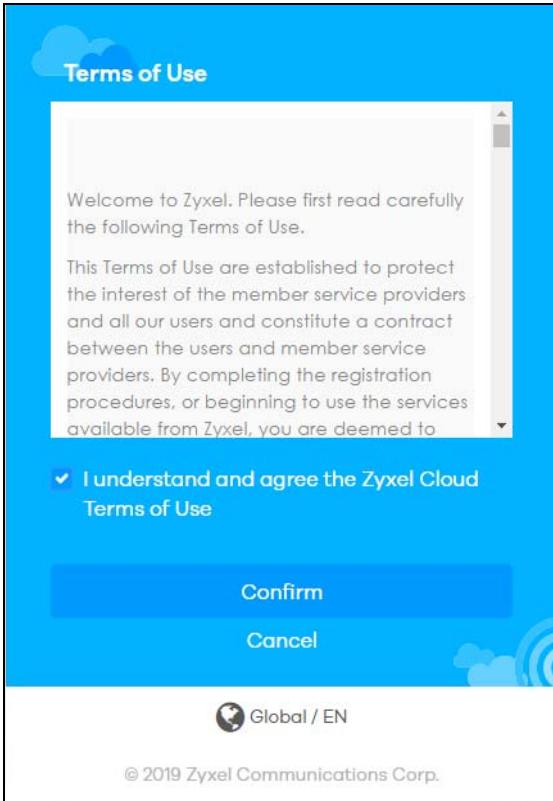 Terms of Use
Welcome to Zyxel. Please first read carefully
the following Terms of Use.
This Terms of Use are established to protect
the interest of the member service providers
and all our users and constitute a contract
between the users and member service
providers. By completing the registration
procedures, or beginning to use the services
available from Zyxel, you are deemed to
I understand and agree the Zyxel Cloud
Terms of Use
Confirm
Cancel
Global / EN
© 2019 Zyxel Communications Corp.